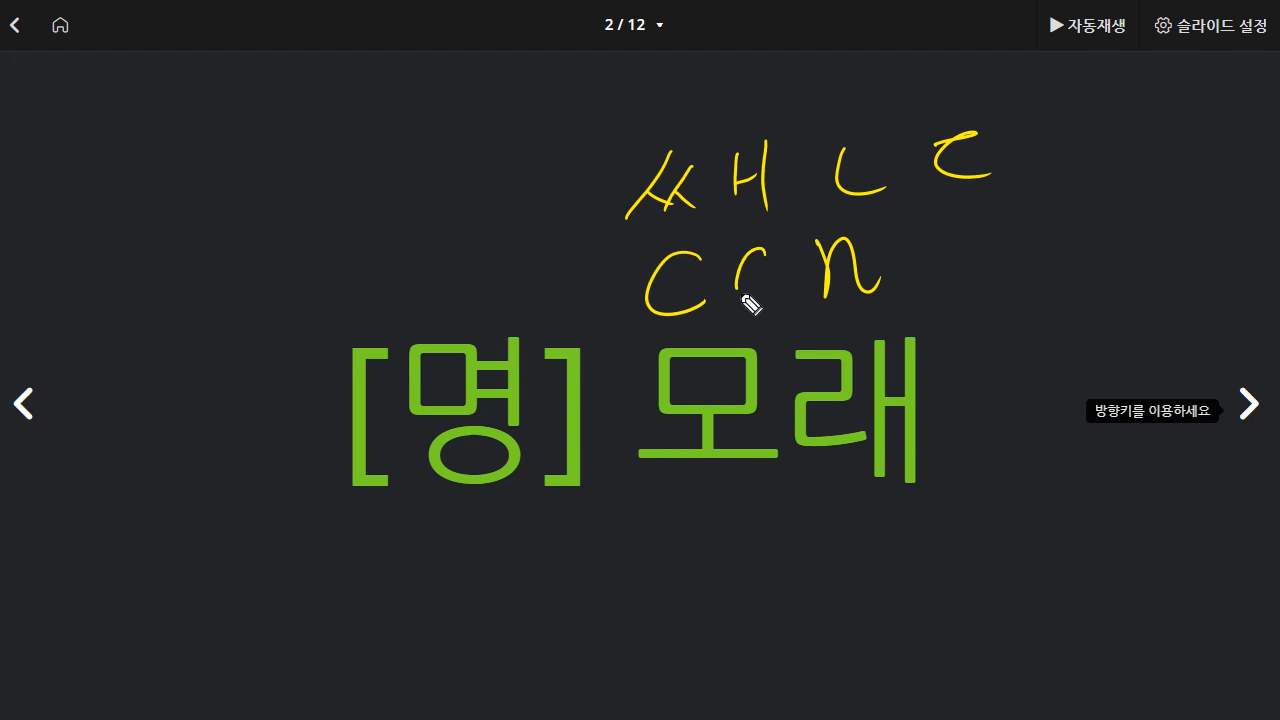 2 / 12
자동재생
슬라이드 설정
ㅆ ㅐ ㄴ ㄷ
[명] 모래
방향키를 이용하세요